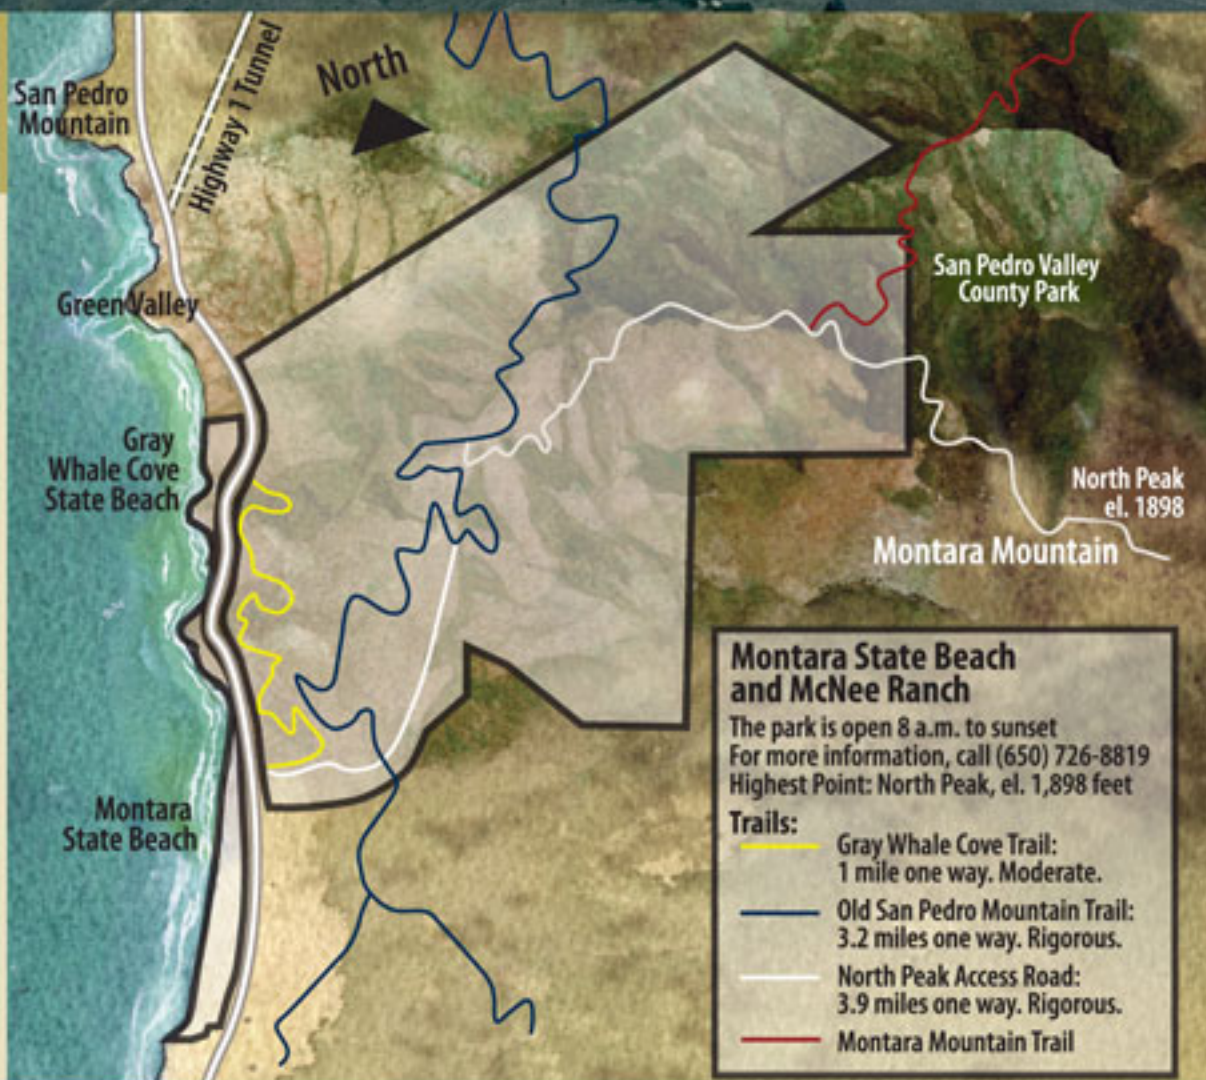 San Pedro
Mountain
Highway 1 Tunnel
North
Green Valley
San Pedro Valley
County Park
Gray
Whale Cove
State Beach
North Peak
el. 1898
Montara Mountain
Montara
State Beach
Montara State Beach
and McNee Ranch
The park is open 8 a.m. to sunset
For more information, call (650) 726-8819
Highest Point: North Peak, el. 1,898 feet
Trails:
Gray Whale Cove Trail:
1 mile one way. Moderate.
Old San Pedro Mountain Trail:
3.2 miles one way. Rigorous.
North Peak Access Road:
3.9 miles one way. Rigorous.
Montara Mountain Trail